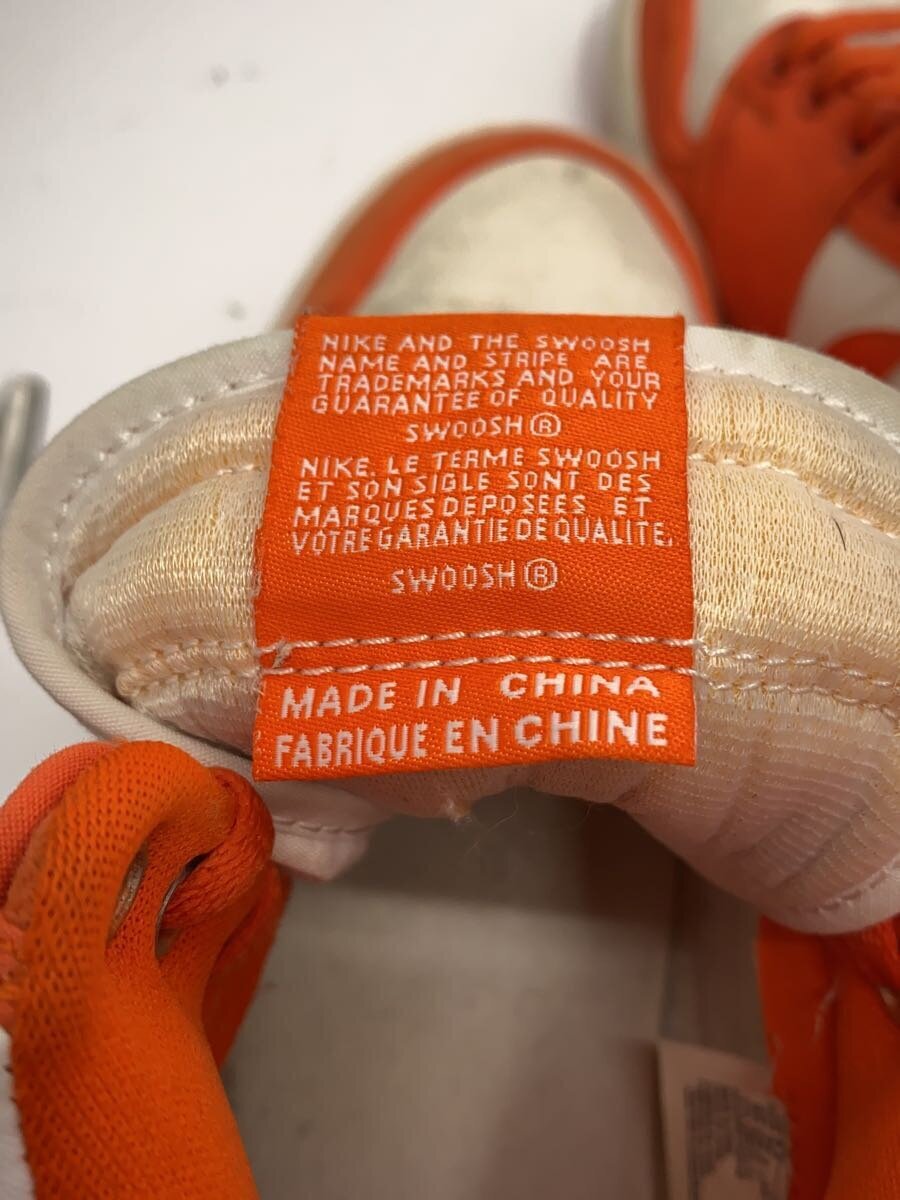 NIKE AND THE SWOOSH
NAME AND STRIPE ARE
TRADEMARKS AND YOUR
GUARANTEE OF QUALITY
SWOOSH®
NIKE. LE TERME SWOOSH
ET SON SIGLE SONT DES
MARQUES DEPOSEES ET
VOTRE GARANTIE DE QUALITE.
SWOOSH®
MADE IN CHINA
FABRIQUE EN CHINE